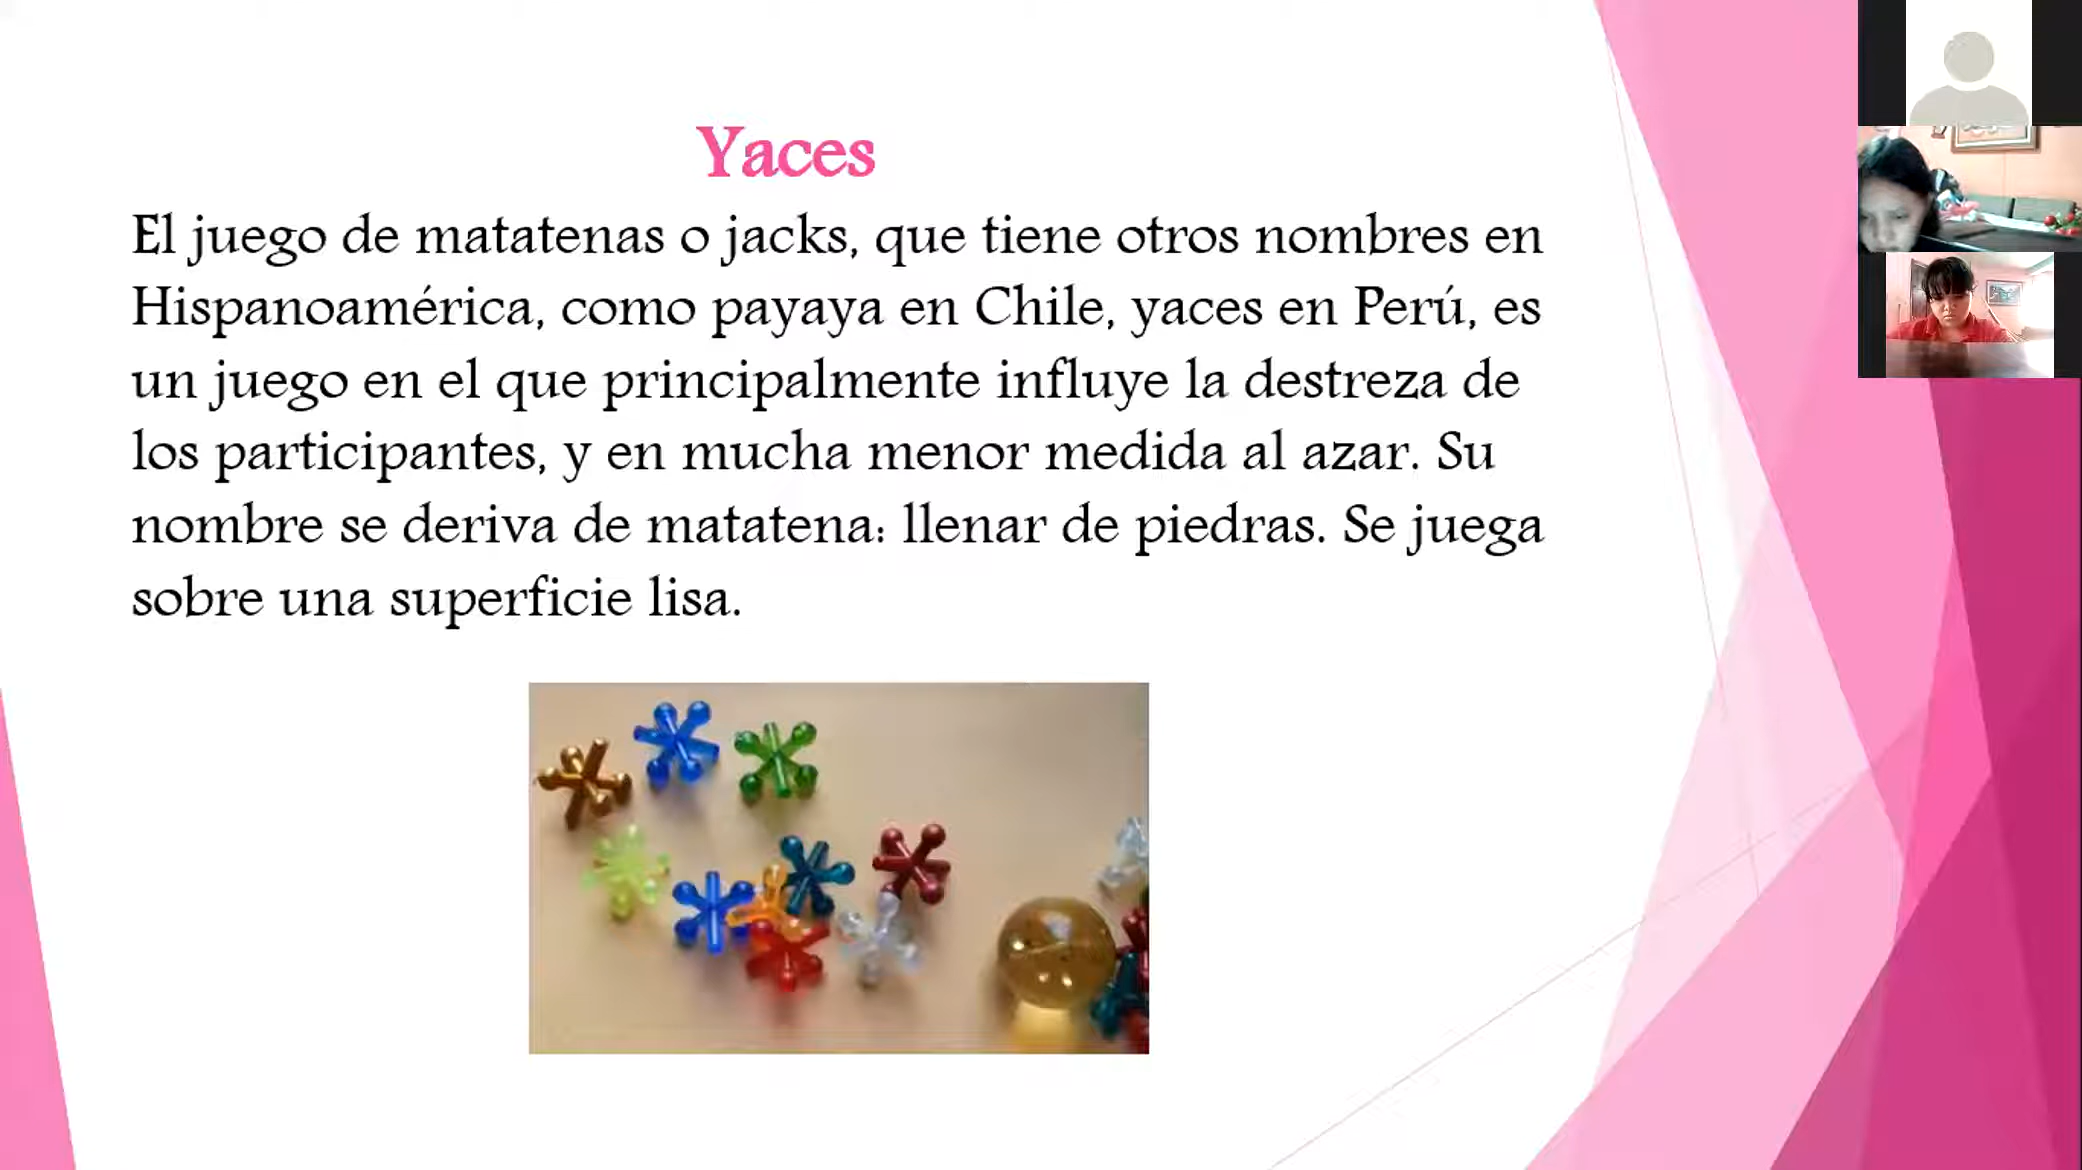 Yaces
El juego de matatenas o jacks, que tiene otros nombres en
Hispanoamérica, como payaya en Chile, yaces en Perú, es
un juego en el que principalmente influye la destreza de
los participantes, y en mucha menor medida al azar. Su
nombre se deriva de matatena: llenar de piedras. Se juega
sobre una superficie lisa.